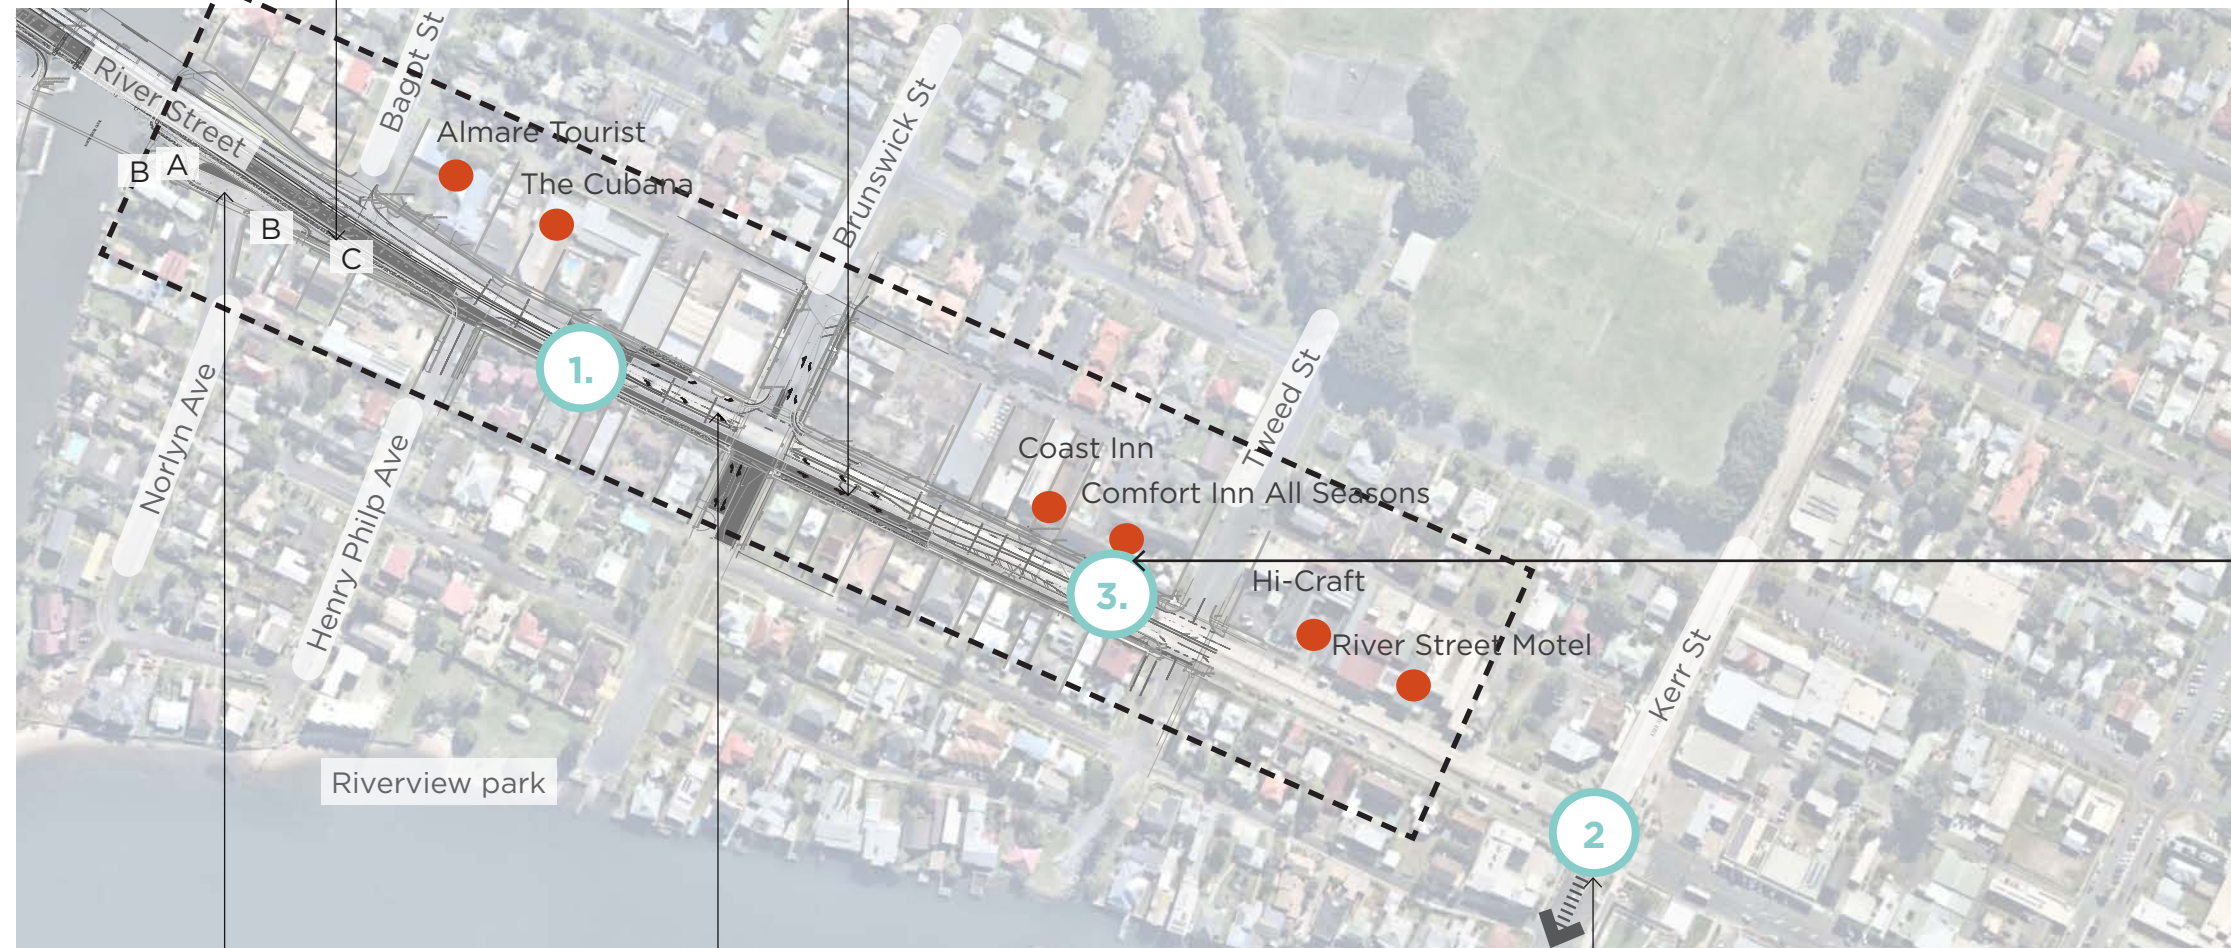 River Street
Bagot St
Almare Tourist
B
A
The Cubana
Brunswick St
B
C
1.
Norlyn Ave
Henry Philp Ave
Tweed St
Coast Inn
Comfort Inn All Seasons
3.
Hi-Craft
River Street Motel
Kerr St
Riverview park
2